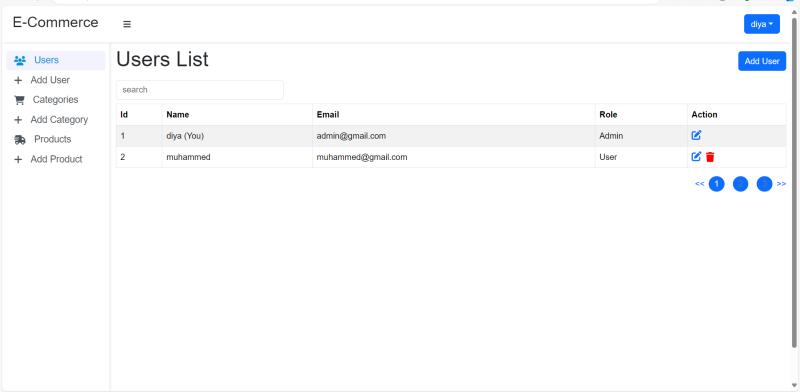 E-Commerce
diya
Users
Add User
Categories
Add Category
Products
Add Product
Users List
Add User
search
Id Name Email Role Action
1 diya (You) admin@gmail.com Admin
2 muhammed muhammed@gmail.com User
<< 1 >>